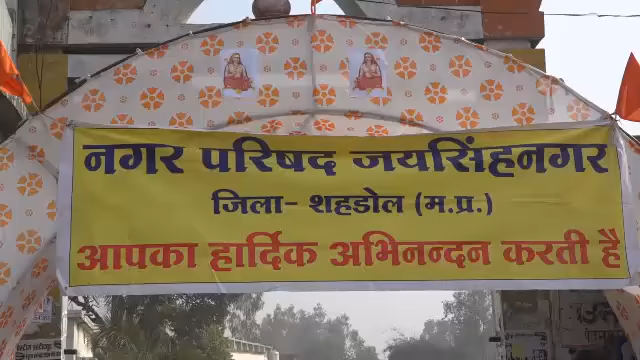 नगर परिषद जयसिंहनगर
जिला- शहडोल (म.प्र.)
आपका हार्दिक अभिनन्दन करती है